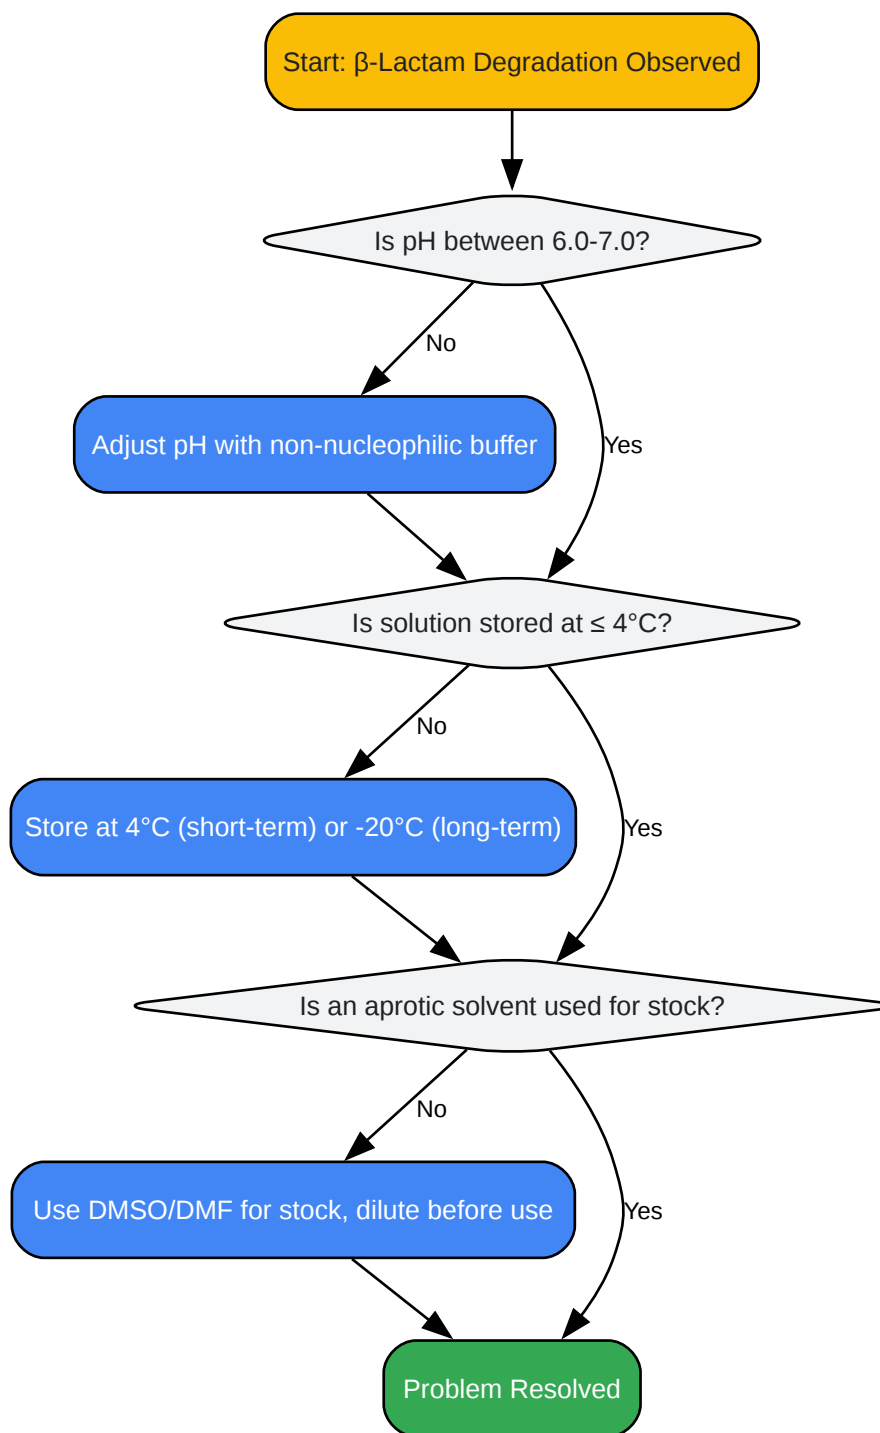 Start: β-Lactam Degradation Observed
Is pH between 6.0-7.0?
No
Adjust pH with non-nucleophilic buffer
Yes
Is solution stored at ≤ 4°C?
No
Store at 4°C (short-term) or -20°C (long-term)
Yes
Is an aprotic solvent used for stock?
No
Use DMSO/DMF for stock, dilute before use
Yes
Problem Resolved